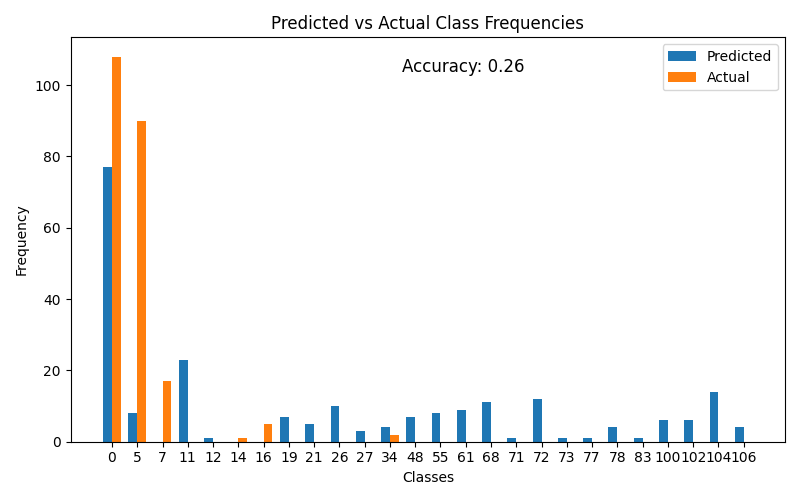 Predicted vs Actual Class Frequencies
Accuracy: 0.26
Predicted
Actual
Frequency
100
80
60
40
20
0
0 5 7 11 12 14 16 19 21 26 27 34 48 55 61 68 71 72 73 77 78 83 100 102 104 106
Classes